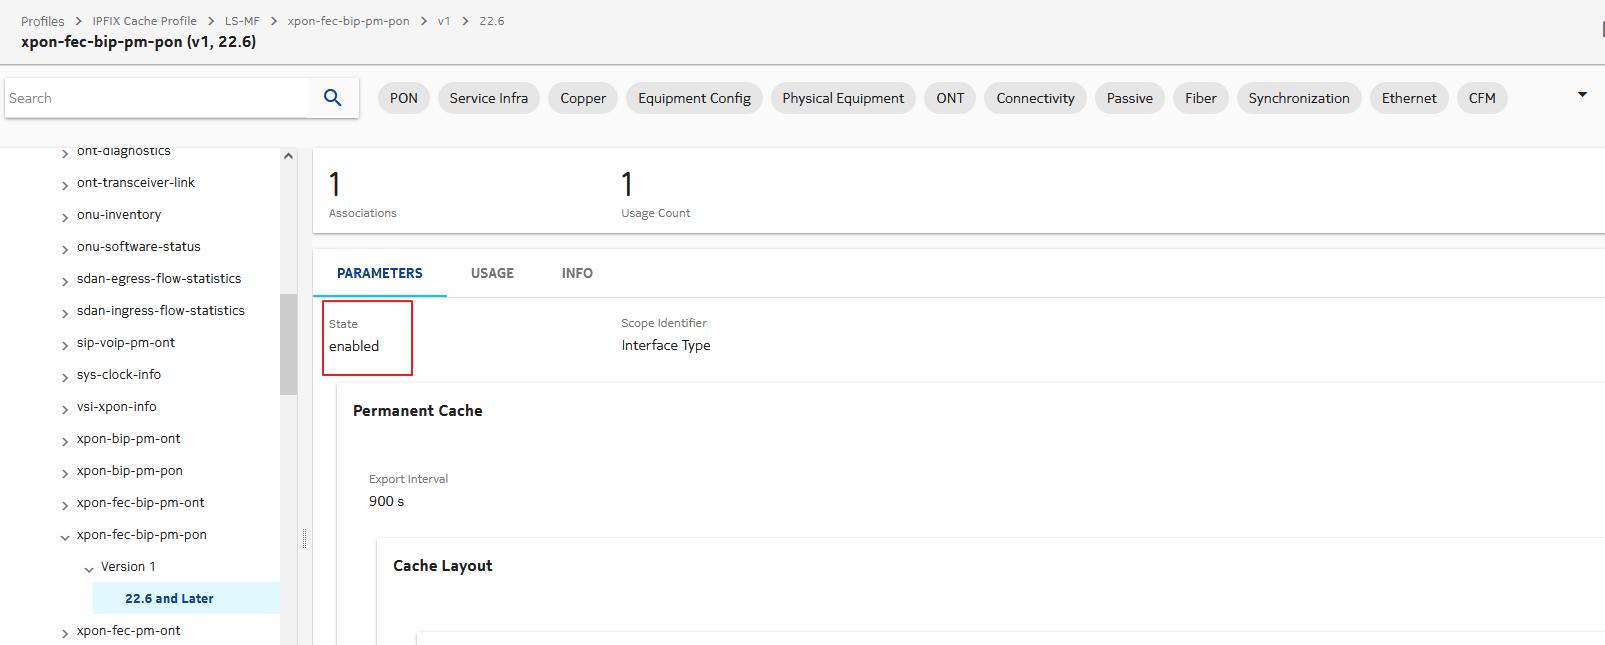 Profiles > IPFIX Cache Profile > LS-MF > xpon-fec-bip-pm-pon > v1 > 22.6
xpon-fec-bip-pm-pon (v1, 22.6)
Search
PON Service Infra Copper Equipment Config Physical Equipment ONT Connectivity Passive Fiber Synchronization Ethernet CFM
ont-diagnostics
ont-transceiver-link
onu-inventory
onu-software-status
sdan-egress-flow-statistics
sdan-ingress-flow-statistics
sip-voip-pm-ont
sys-clock-info
vsi-xpon-info
xpon-bip-pm-ont
xpon-bip-pm-pon
xpon-fec-bip-pm-ont
xpon-fec-bip-pm-pon
Version 1
22.6 and Later
xpon-fec-pm-ont
1 1
Associations Usage Count
PARAMETERS USAGE INFO
State Scope Identifier
enabled Interface Type
Permanent Cache
Export Interval
900 s
Cache Layout